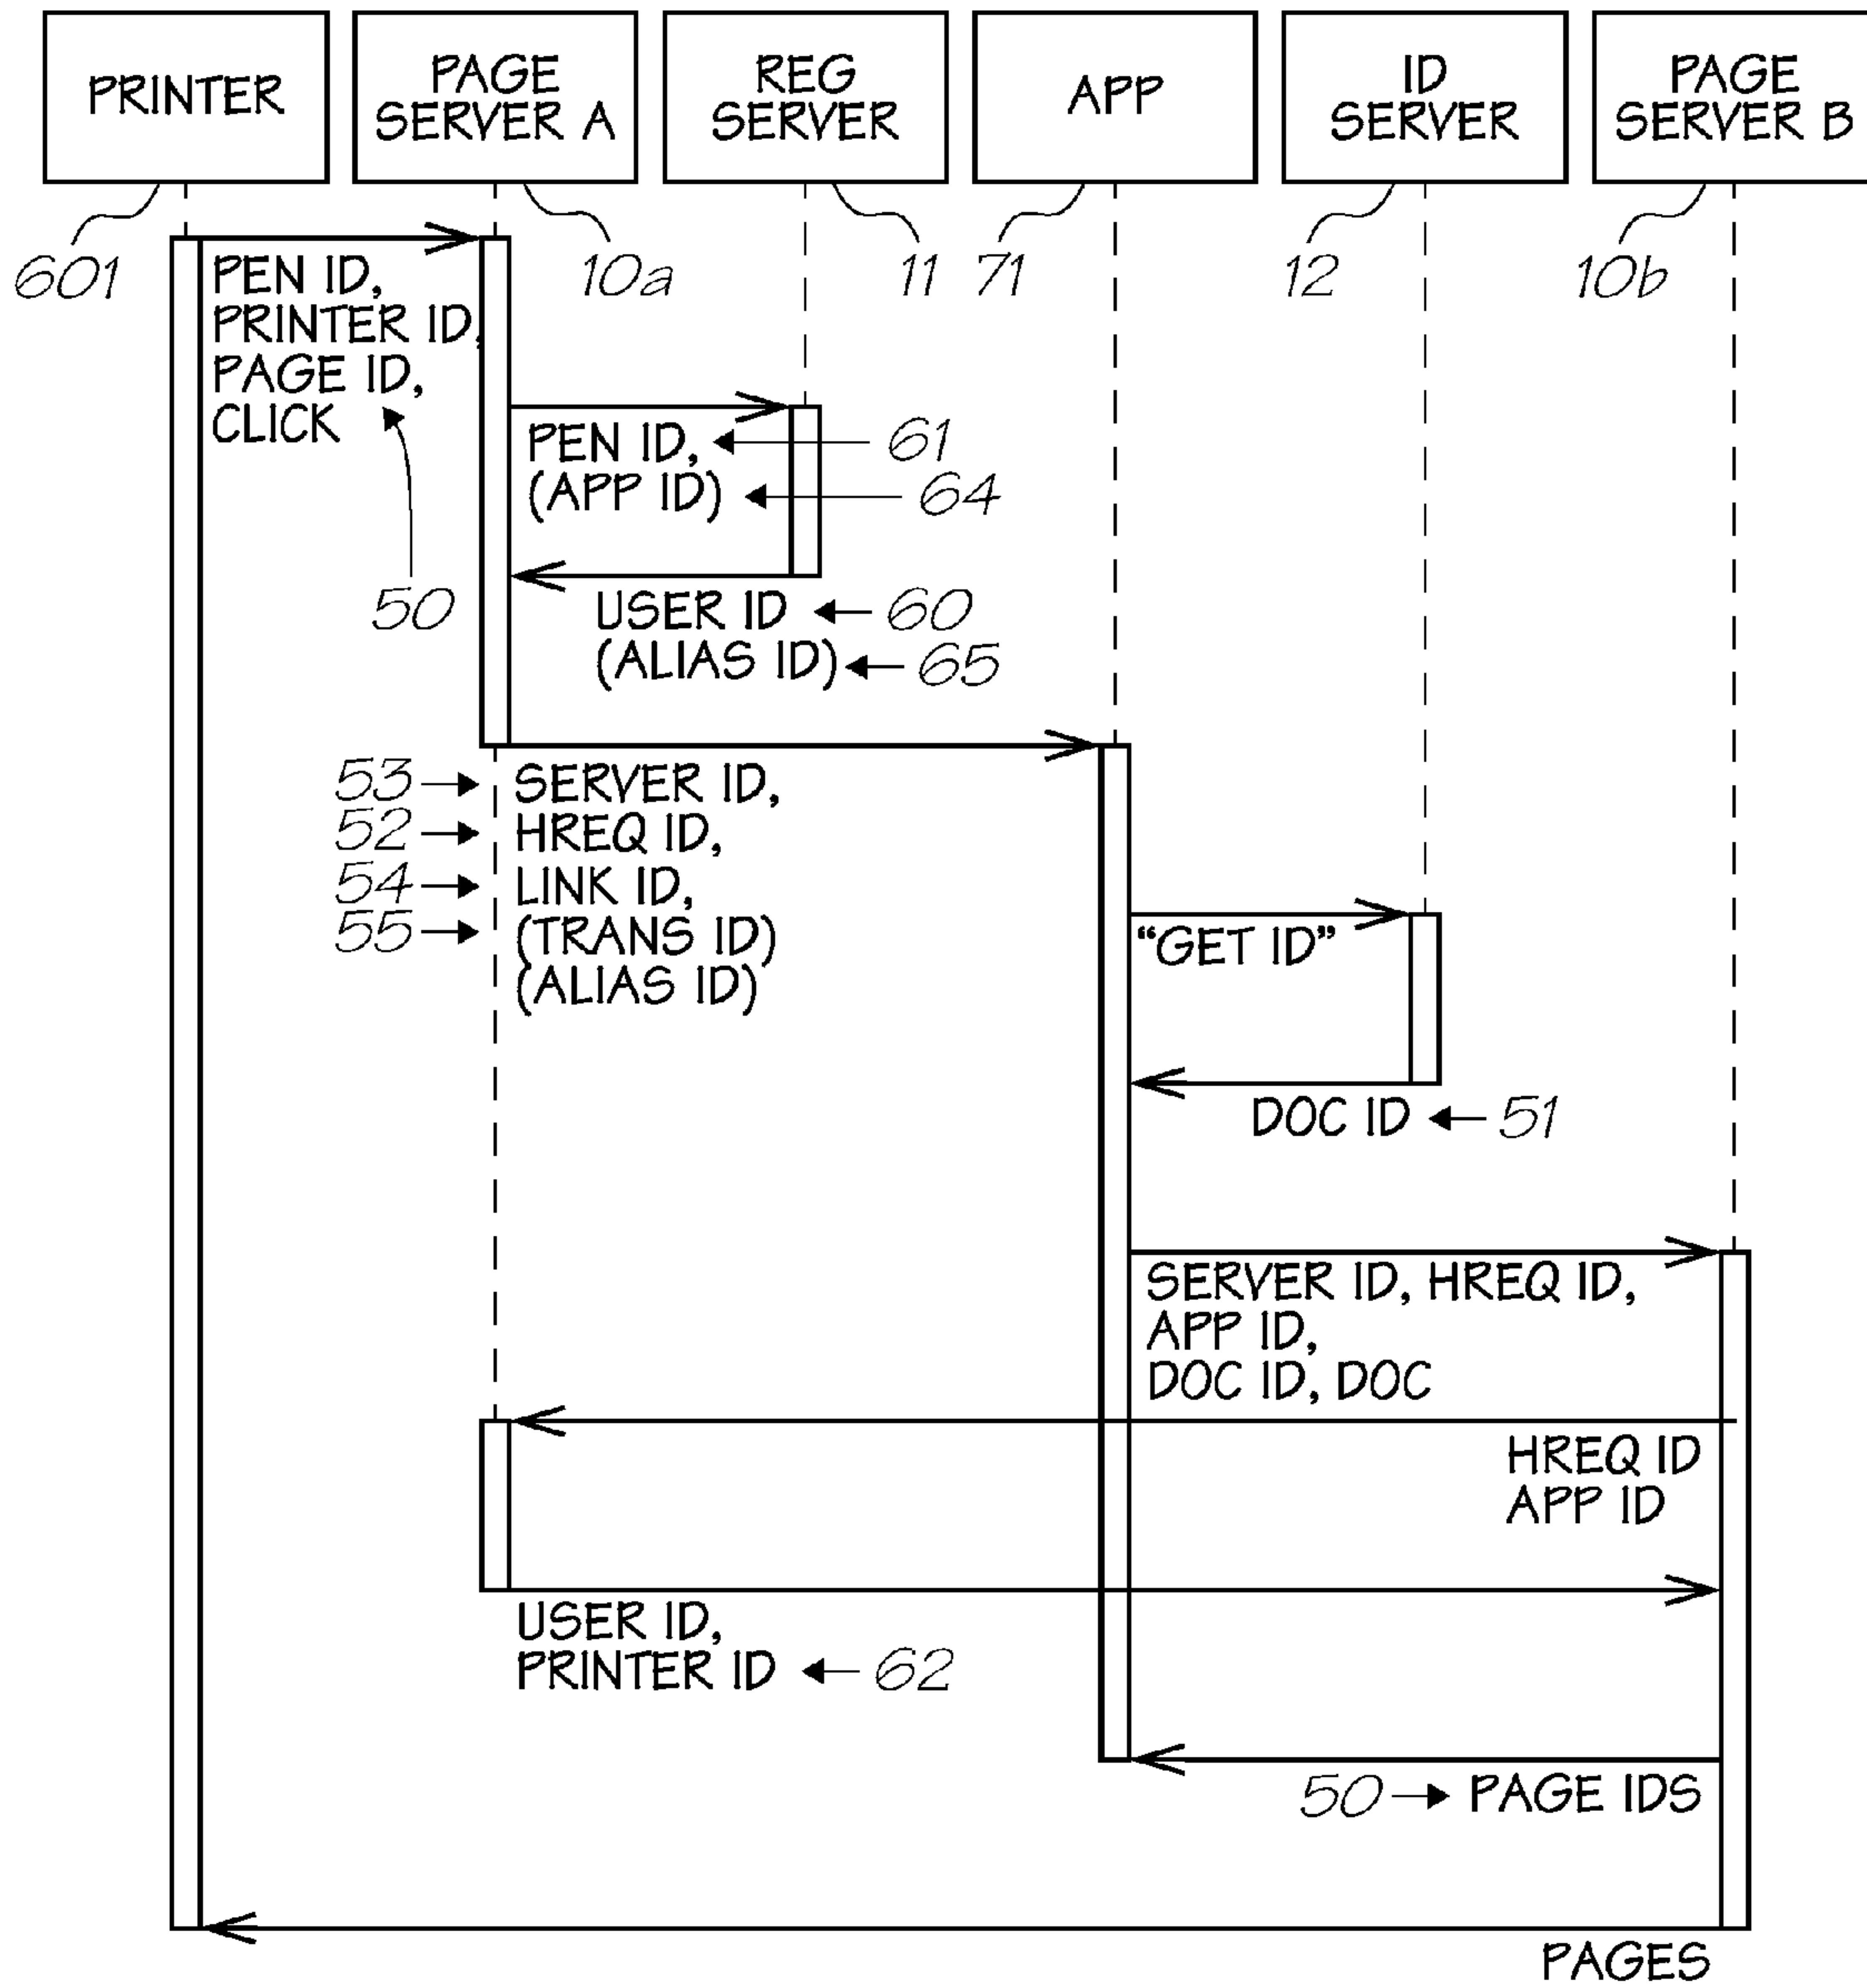 PRINTER
PAGE
SERVER A
REG
SERVER
APP
ID
SERVER
PAGE
SERVER B
601
10a
11
71
12
10b
PEN ID,
PRINTER ID,
PAGE ID,
CLICK
50
PEN ID,
(APP ID)
61
64
USER ID
(ALIAS ID)
60
65
53
52
54
55
SERVER ID,
HREQ ID,
LINK ID,
(TRANS ID)
(ALIAS ID)
“GET ID”
DOC ID
51
SERVER ID, HREQ ID,
APP ID,
DOC ID, DOC
HREQ ID
APP ID
USER ID,
PRINTER ID
62
50
PAGE IDS
PAGES